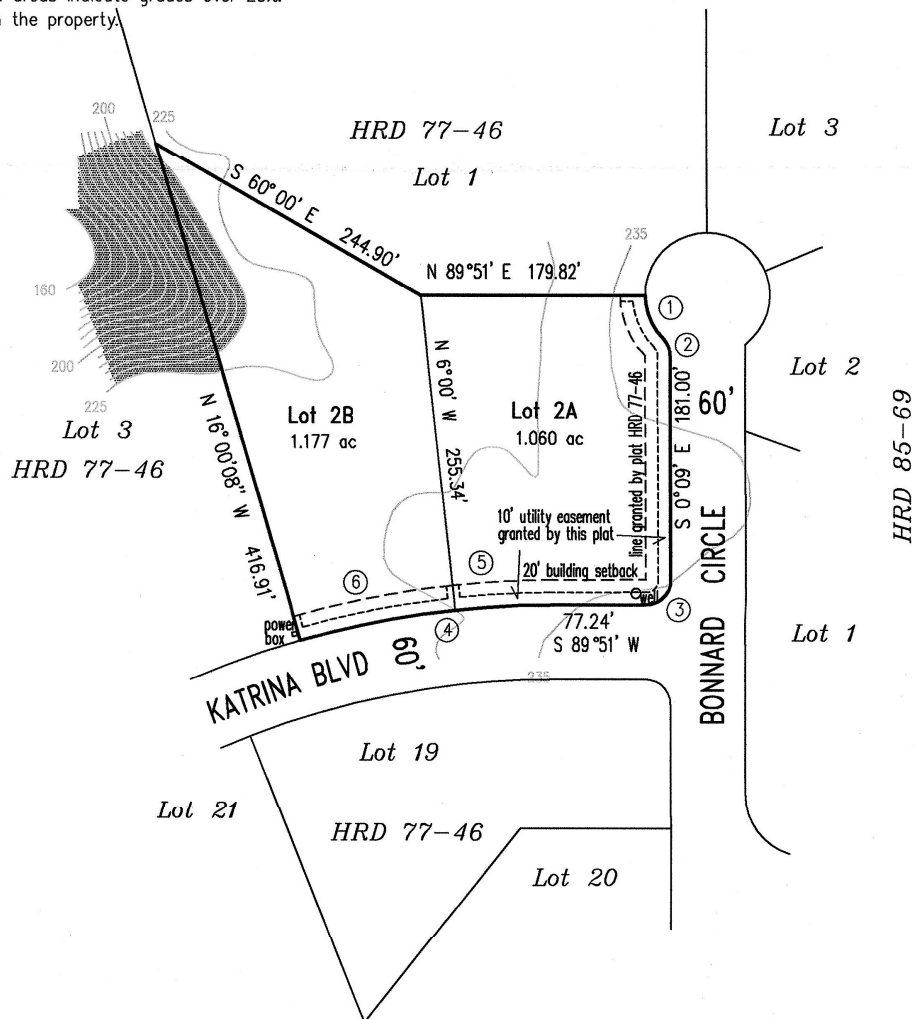 areas indicate grades over
the property.
200
225
HRD 77-46
Lot 3
Lot 1
S 60°00' E 244.90'
235
N 89°51' E 179.82'
160
1
2
200
N 6°00' W 255.34'
Lot 2B
1.177 ac
Lot 2A
1.060 ac
60'
Lot 2
S 0°09' E 181.00'
line granted by plat HRD 77-46
225
Lot 3
HRD 77-46
N 16°00'08" W 416.91'
HRD 85-69
10' utility easement
granted by this plat
BONNARD CIRCLE
5
20' building setback
6
well
3
power
box
4
77.24'
S 89°51' W
Lot 1
KATRINA BLVD 60'
235
Lot 19
Lot 21
HRD 77-46
Lot 20